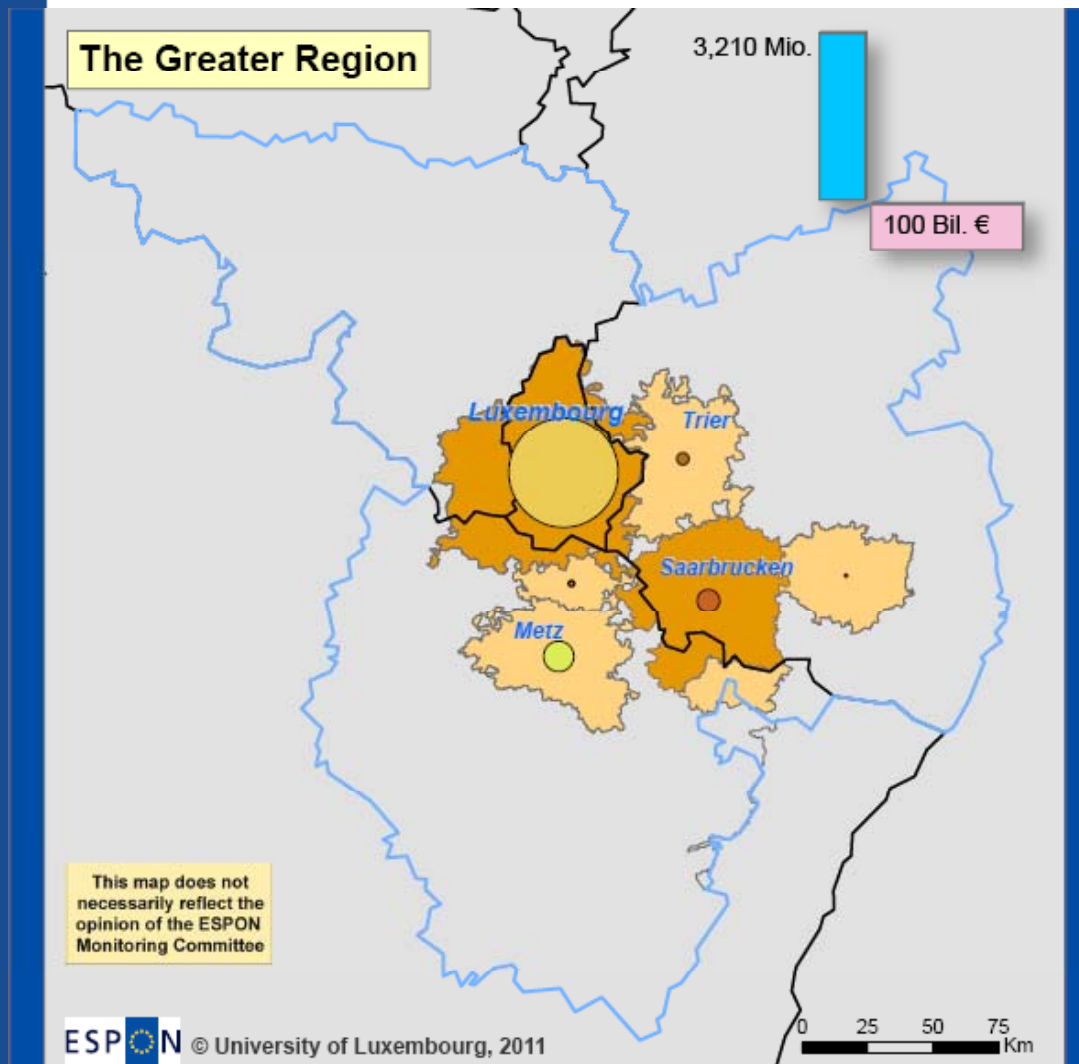 The Greater Region
3,210 Mio.
100 Bil. €
Luxembourg
Trier
Saarbrucken
Metz
This map does not
necessarily reflect the
opinion of the ESPON
Monitoring Committee
ESPON © University of Luxembourg, 2011
0 25 50 75
Km